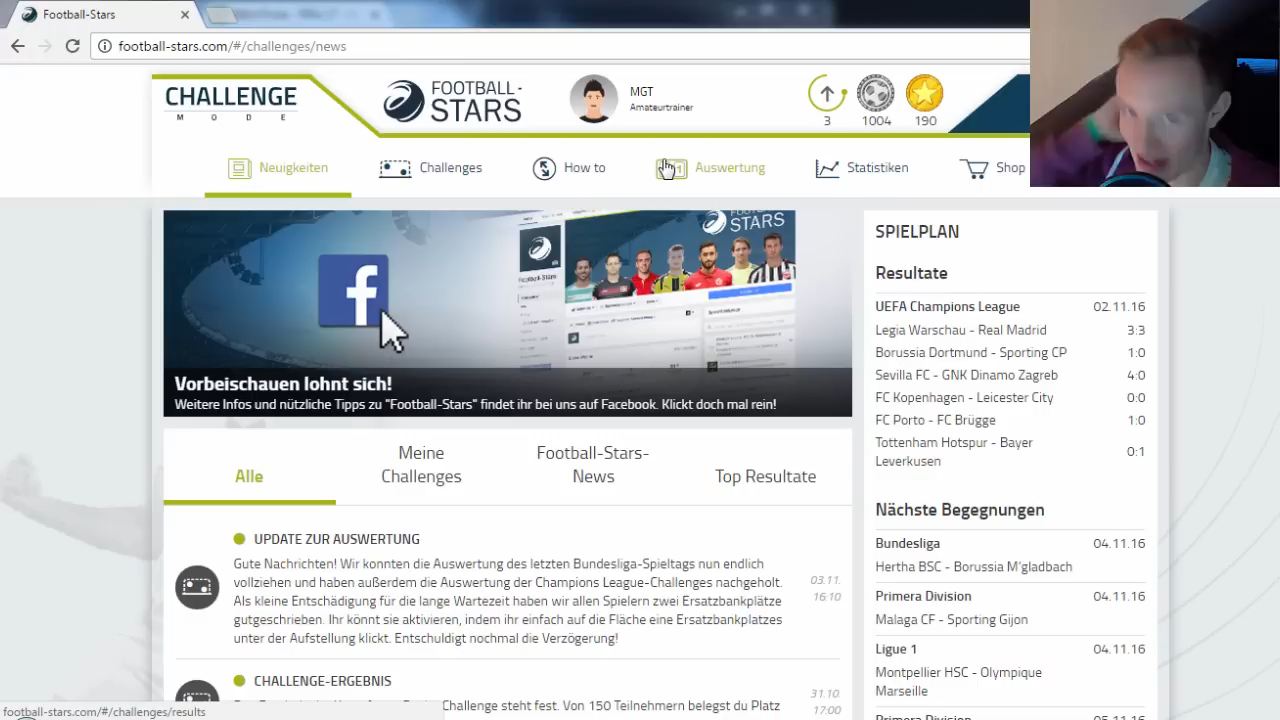 Football-Stars
football-stars.com/#/challenges/news
CHALLENGE
MODE
FOOTBALL-
STARS
MGT
Amateurtrainer
3
1004
190
Neuigkeiten
Challenges
How to
Auswertung
Statistiken
Shop
FOOTBALL
STARS
Vorbeischauen lohnt sich!
Weitere Infos und nützliche Tipps zu "Football-Stars" findet ihr bei uns auf Facebook. Klickt doch mal rein!
Alle
Meine
Challenges
Football-Stars-
News
Top Resultate
UPDATE ZUR AUSWERTUNG
Gute Nachrichten! Wir konnten die Auswertung des letzten Bundesliga-Spieltags nun endlich
vollziehen und haben außerdem die Auswertung der Champions League-Challenges nachgeholt.
Als kleine Entschädigung für die lange Wartezeit haben wir allen Spielern zwei Ersatzbankplätze
gutgeschrieben. Ihr könnt sie aktivieren, indem ihr einfach auf die Fläche eine Ersatzbankplatzes
unter der Aufstellung klickt. Entschuldigt nochmal die Verzögerung!
03.11.
16:10
CHALLENGE-ERGEBNIS
Challenge steht fest. Von 150 Teilnehmern belegst du Platz
31.10
17:00
SPIELPLAN
Resultate
UEFA Champions League 02.11.16
Legia Warschau - Real Madrid 3:3
Borussia Dortmund - Sporting CP 1:0
Sevilla FC - GNK Dinamo Zagreb 4:0
FC Kopenhagen - Leicester City 0:0
FC Porto - FC Brügge 1:0
Tottenham Hotspur - Bayer
Leverkusen 0:1
Nächste Begegnungen
Bundesliga 04.11.16
Hertha BSC - Borussia M'gladbach
Primera Division 04.11.16
Malaga CF - Sporting Gijon
Ligue 1 04.11.16
Montpellier HSC - Olympique
Marseille
Primera Division 05.11.16
football-stars.com/#/challenges/results